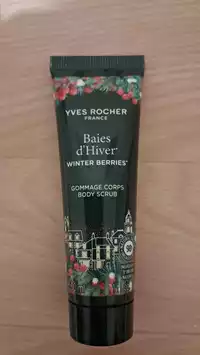 YVES ROCHER
FRANCE
Baies
d'Hiver*
WINTER BERRIES*
GOMMAGE CORPS
BODY SCRUB